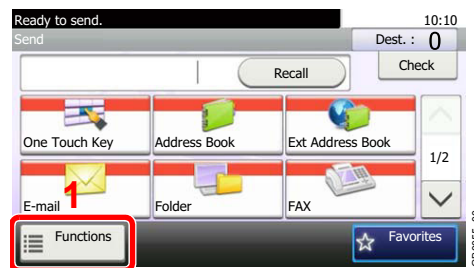 Ready to send.
10:10
Send
Dest. :
0
Recall
Check
One Touch Key
Address Book
Ext Address Book
1/2
E-mail
1
Folder
FAX
Functions
Favorites